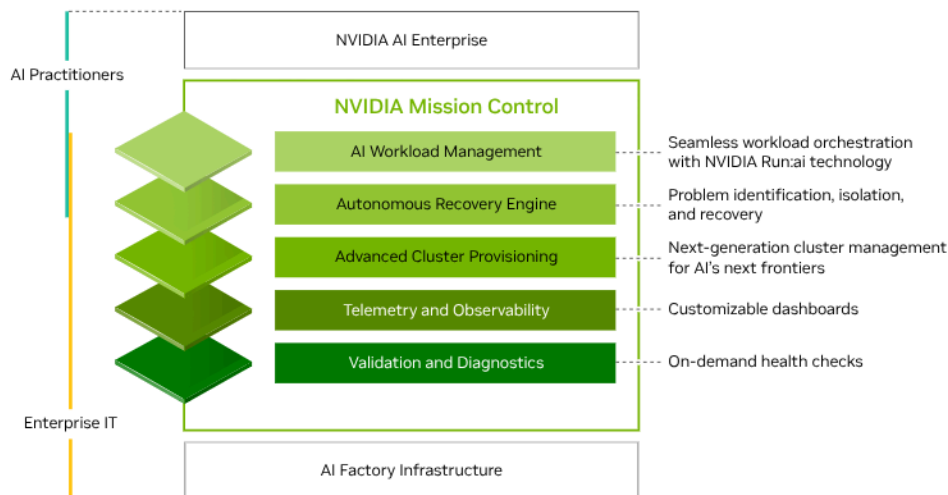 NVIDIA AI Enterprise
AI Practitioners
NVIDIA Mission Control
AI Workload Management
Seamless workload orchestration
with NVIDIA Run:ai technology
Autonomous Recovery Engine
Problem identification, isolation,
and recovery
Advanced Cluster Provisioning
Next-generation cluster management
for AI's next frontiers
Telemetry and Observability
Customizable dashboards
Validation and Diagnostics
On-demand health checks
Enterprise IT
AI Factory Infrastructure